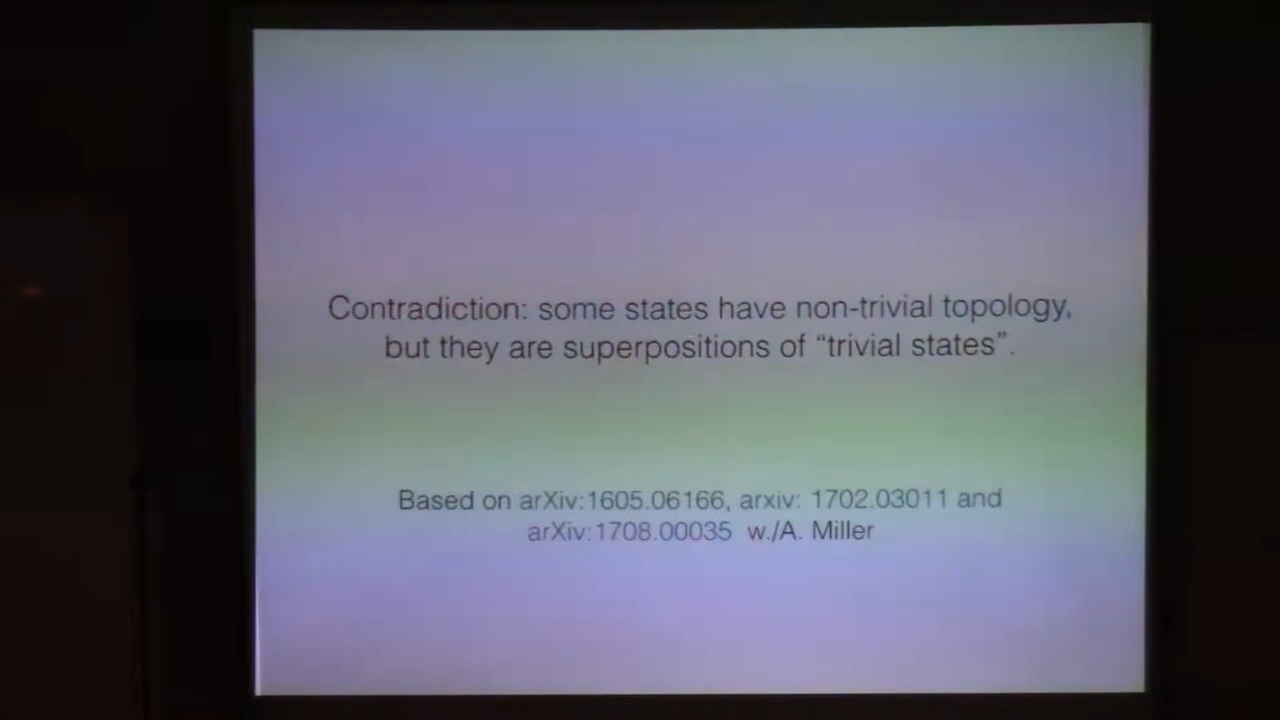 Contradiction: some states have non-trivial topology,
but they are superpositions of “trivial states”.
Based on arXiv:1605.06166, arxiv: 1702.03011 and
arXiv:1708.00035 w./A. Miller